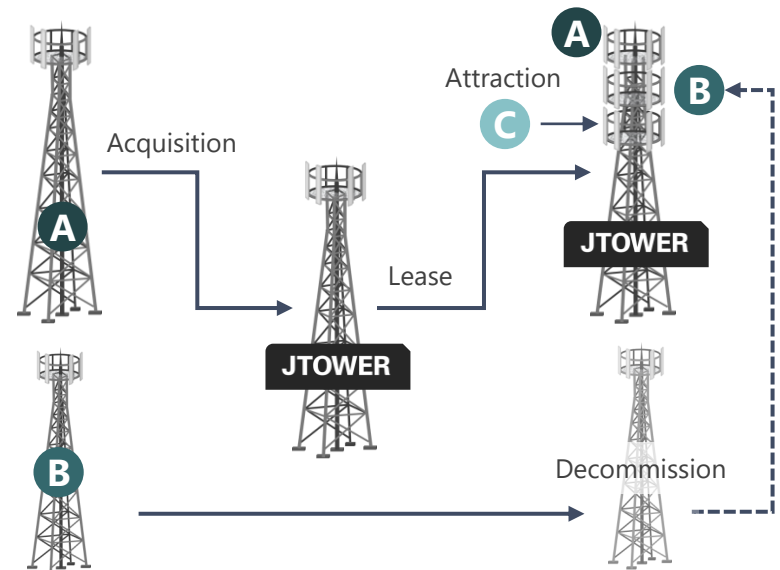 A
Attraction
B
C
Acquisition
A
JTOWER
Lease
JTOWER
B
Decommission